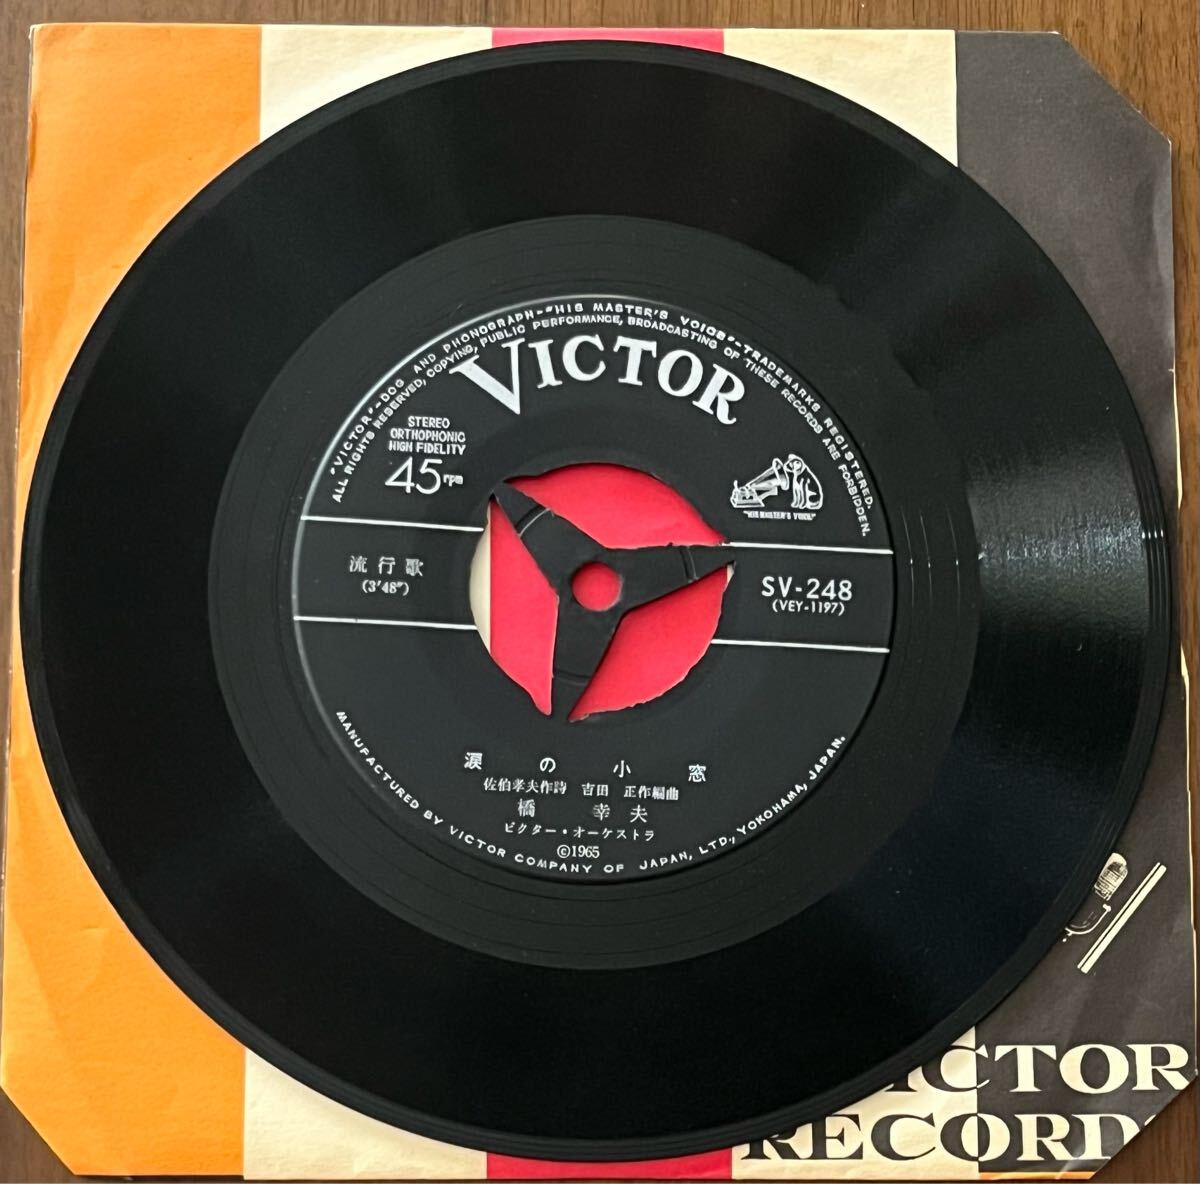 "VICTOR"-DOG AND PHONOGRAPH-"HIS MASTER'S VOICE"-TRADEMARKS REGISTERED.
ALL RIGHTS RESERVED, COPYING, PUBLIC PERFORMANCE, BROADCASTING OF THESE RECORDS ARE FORBIDDEN.
VICTOR
STEREO
ORTHOPHONIC
HIGH FIDELITY
45rpm
"HIS MASTER'S VOICE"
流行歌
(3'48")
SV-248
(VEY-1197)
涙の小窓
佐伯孝夫作詩 吉田 正作編曲
橋 幸夫
ビクター・オーケストラ
©1965
MANUFACTURED BY VICTOR COMPANY OF JAPAN, LTD., YOKOHAMA, JAPAN.
ICTOR
RECORD